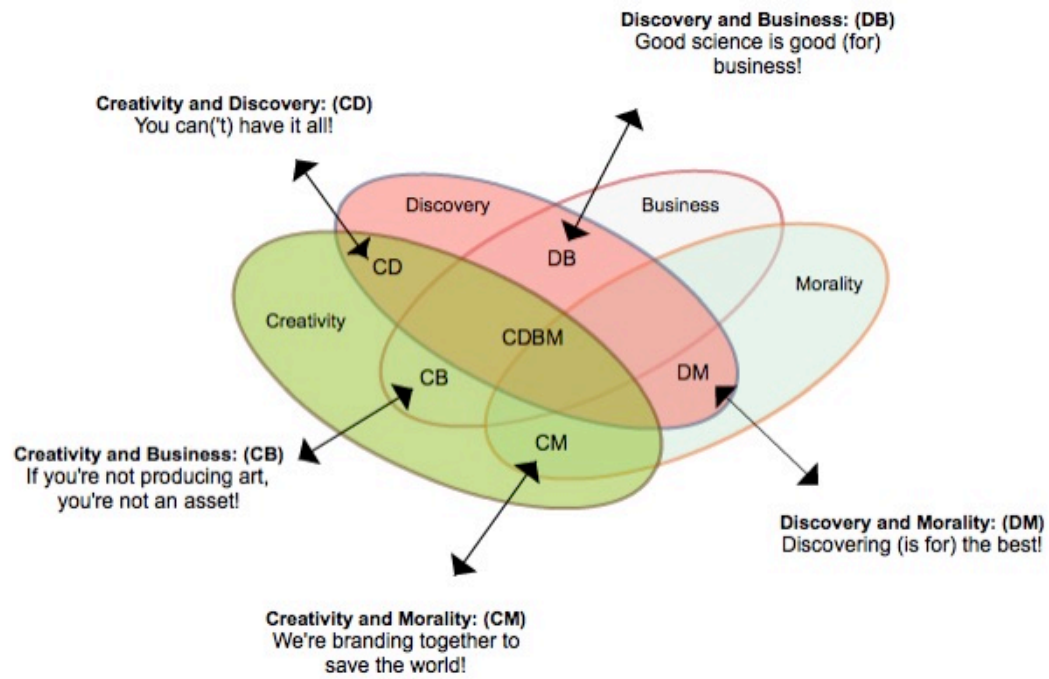 Discovery and Business: (DB)
Good science is good (for)
business!
Creativity and Discovery: (CD)
You can('t) have it all!
Discovery
Business
DB
CD
Morality
Creativity
CDBM
DM
CB
CM
Creativity and Business: (CB)
If you're not producing art,
you're not an asset!
Discovery and Morality: (DM)
Discovering (is for) the best!
Creativity and Morality: (CM)
We're branding together to
save the world!